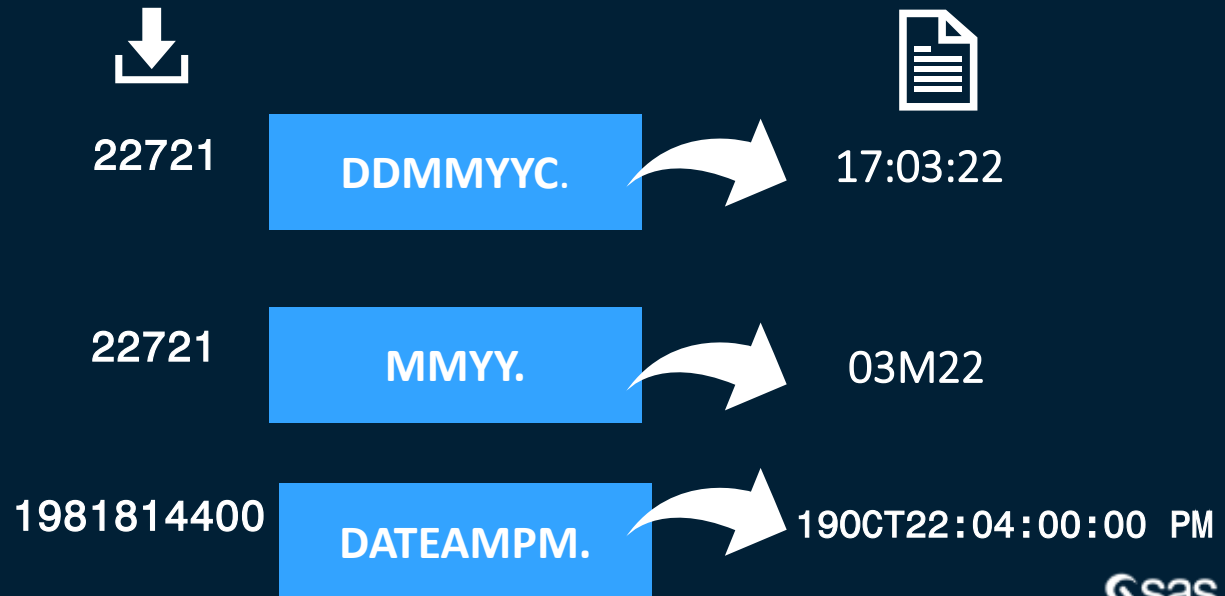 22721 DDMMYYC. 17:03:22
22721 MMYY. 03M22
1981814400 DATEAMPM. 19OCT22:04:00:00 PM
sas